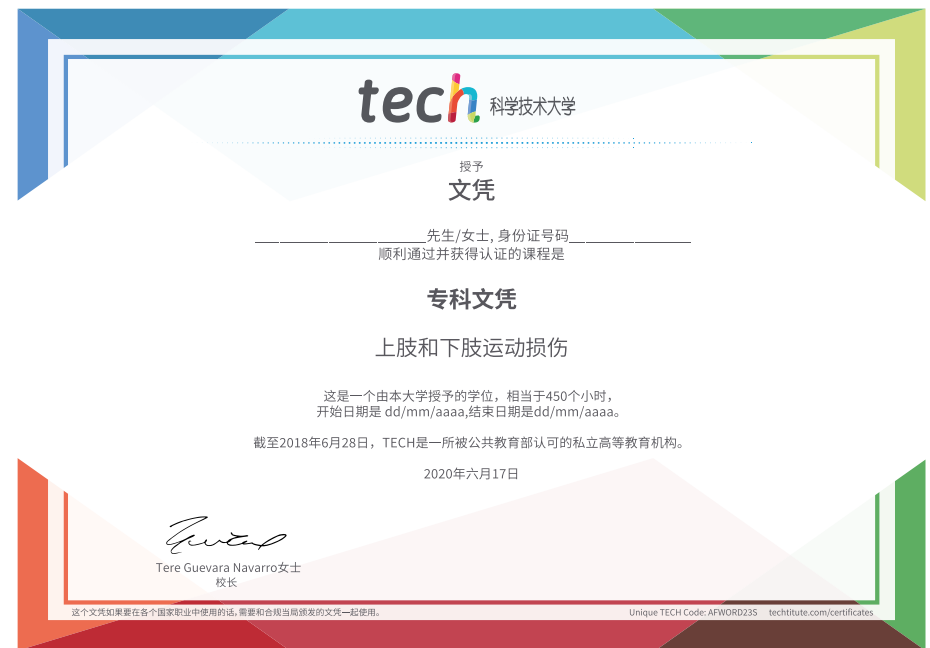 tech 科学技术大学
授予
文凭
先生/女士, 身份证号码
顺利通过并获得认证的课程是
专科文凭
上肢和下肢运动损伤
这是一个由本大学授予的学位，相当于450个小时，
开始日期是 dd/mm/aaaa,结束日期是dd/mm/aaaa。
截至2018年6月28日，TECH是一所被公共教育部认可的私立高等教育机构。
2020年六月17日
Tere Guevara Navarro女士
校长
这个文凭如果要在各个国家职业中使用的话，需要和合规当局颁发的文凭一起使用。
Unique TECH Code: AFWORD23S techtitute.com/certificates